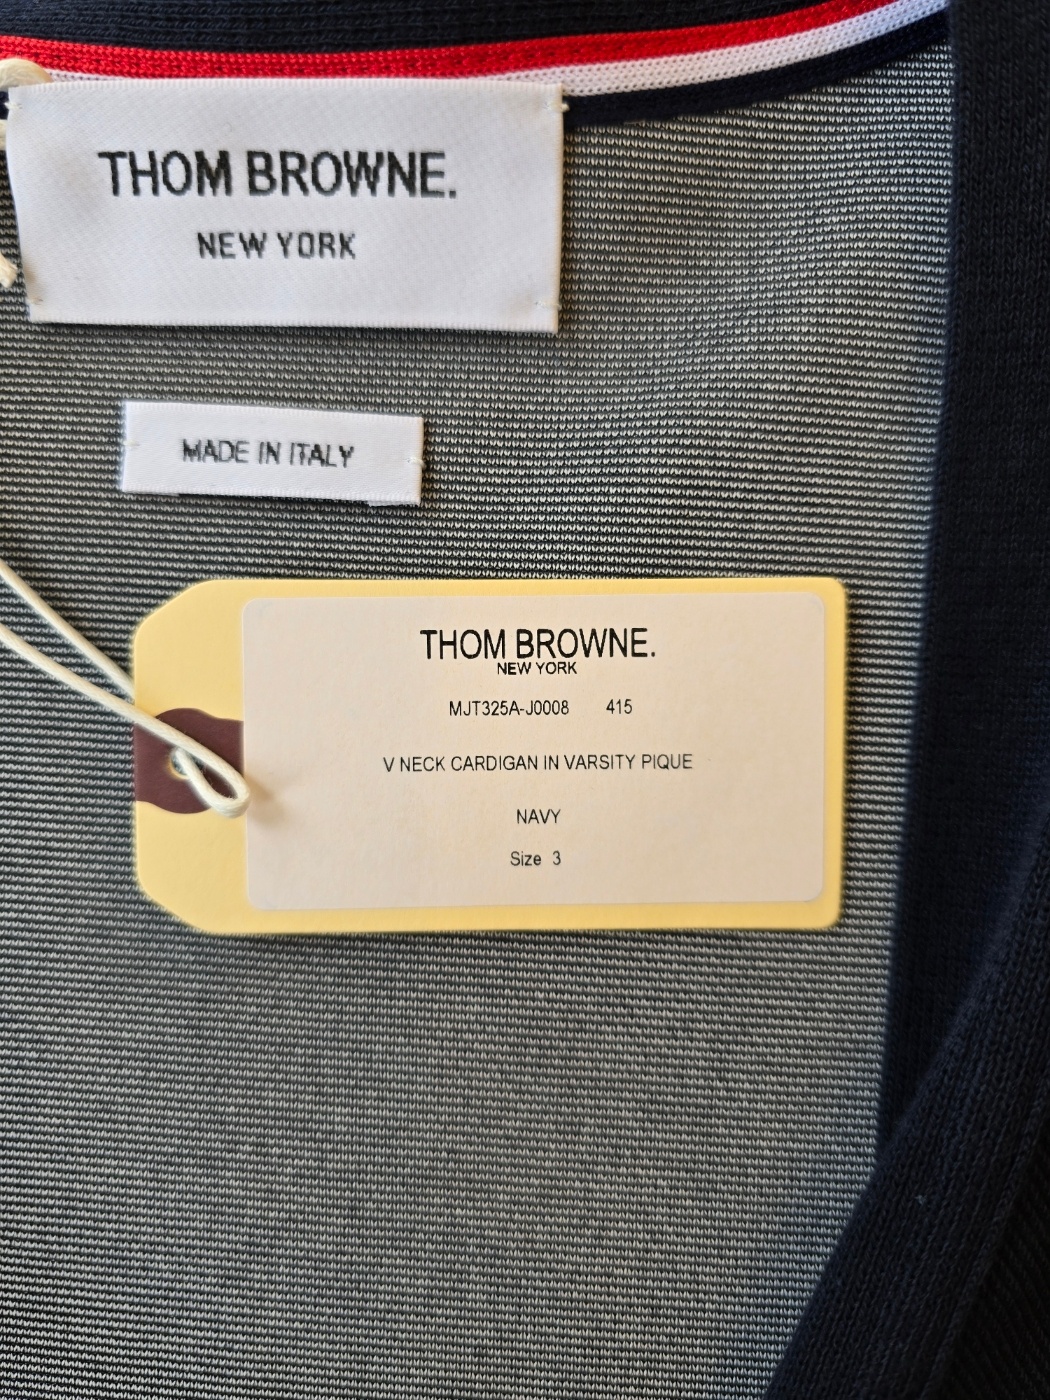 THOM BROWNE.
NEW YORK
MADE IN ITALY
THOM BROWNE.
NEW YORK
MJT325A-J0008 415
V NECK CARDIGAN IN VARSITY PIQUE
NAVY
Size 3